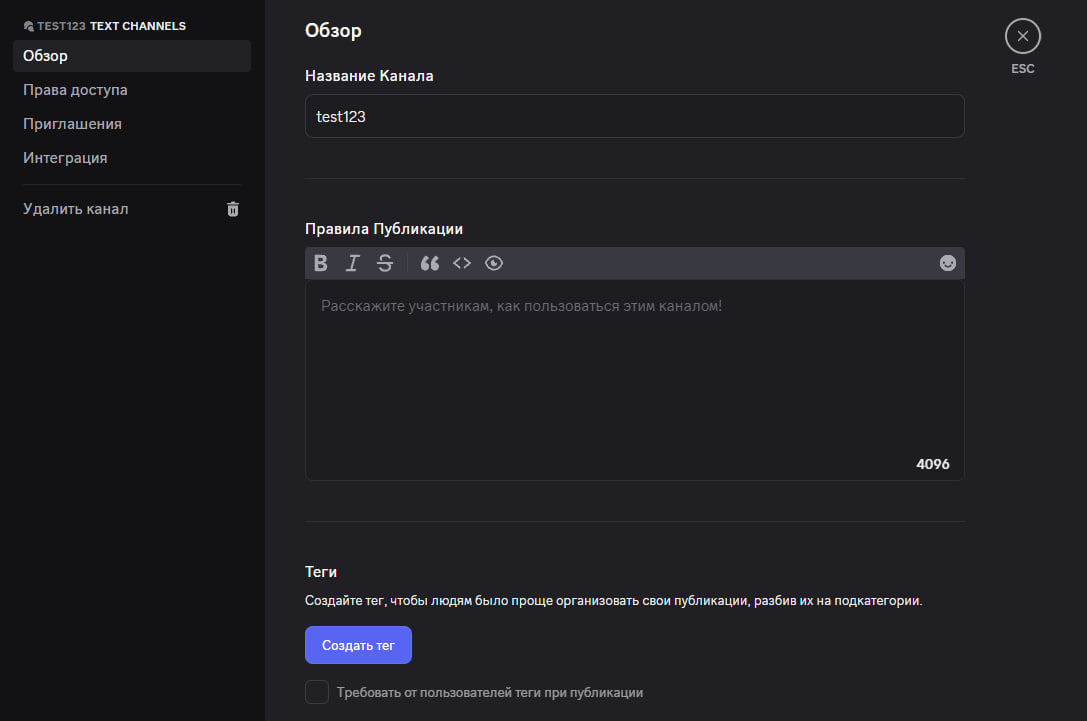 TEST123 TEXT CHANNELS
Обзор
Права доступа
Приглашения
Интеграция
Удалить канал
Обзор
ESC
Название Канала
test123
Правила Публикации
B I S
Расскажите участникам, как пользоваться этим каналом!
4096
Теги
Создайте тег, чтобы людям было проще организовать свои публикации, разбив их на подкатегории.
Создать тег
Требовать от пользователей теги при публикации